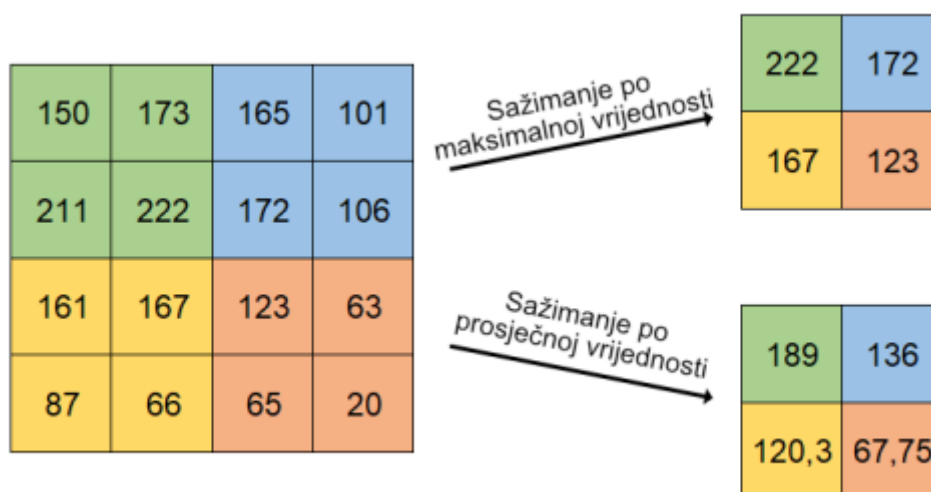 150 173 165 101
211 222 172 106
161 167 123 63
87 66 65 20
Sažimanje po
maksimalnoj vrijednosti
222 172
167 123
Sažimanje po
prosječnoj vrijednosti
189 136
120,3 67,75